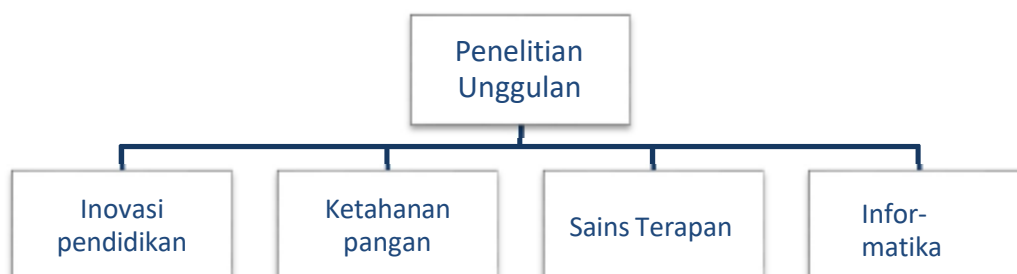 Penelitian
Unggulan
Inovasi
pendidikan
Ketahanan
pangan
Sains Terapan
Infor-
matika